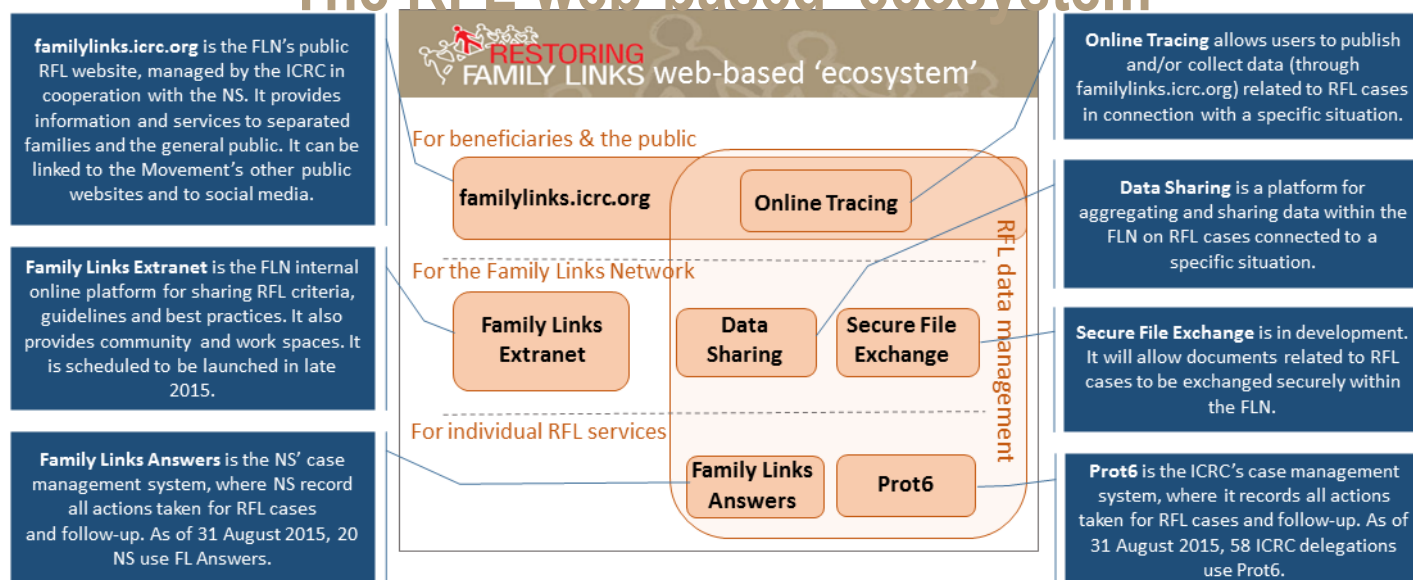 The RFL web-based 'ecosystem'
familylinks.icrc.org is the FLN's public
RFL website, managed by the ICRC in
cooperation with the NS. It provides
information and services to separated
families and the general public. It can be
linked to the Movement's other public
websites and to social media.
Family Links Extranet is the FLN internal
online platform for sharing RFL criteria,
guidelines and best practices. It also
provides community and work spaces. It
is scheduled to be launched in late
2015.
Family Links Answers is the NS' case
management system, where NS record
all actions taken for RFL cases
and follow-up. As of 31 August 2015, 20
NS use FL Answers.
RESTORING
FAMILY LINKS web-based 'ecosystem'
For beneficiaries & the public
familylinks.icrc.org
Online Tracing
For the Family Links Network
Family Links
Extranet
Data
Sharing
Secure File
Exchange
For individual RFL services
Family Links
Answers
Prot6
RFL data management
Online Tracing allows users to publish
and/or collect data (through
familylinks.icrc.org) related to RFL cases
in connection with a specific situation.
Data Sharing is a platform for
aggregating and sharing data within the
FLN on RFL cases connected to a
specific situation.
Secure File Exchange is in development.
It will allow documents related to RFL
cases to be exchanged securely within
the FLN.
Prot6 is the ICRC's case management
system, where it records all actions
taken for RFL cases and follow-up. As of
31 August 2015, 58 ICRC delegations
use Prot6.